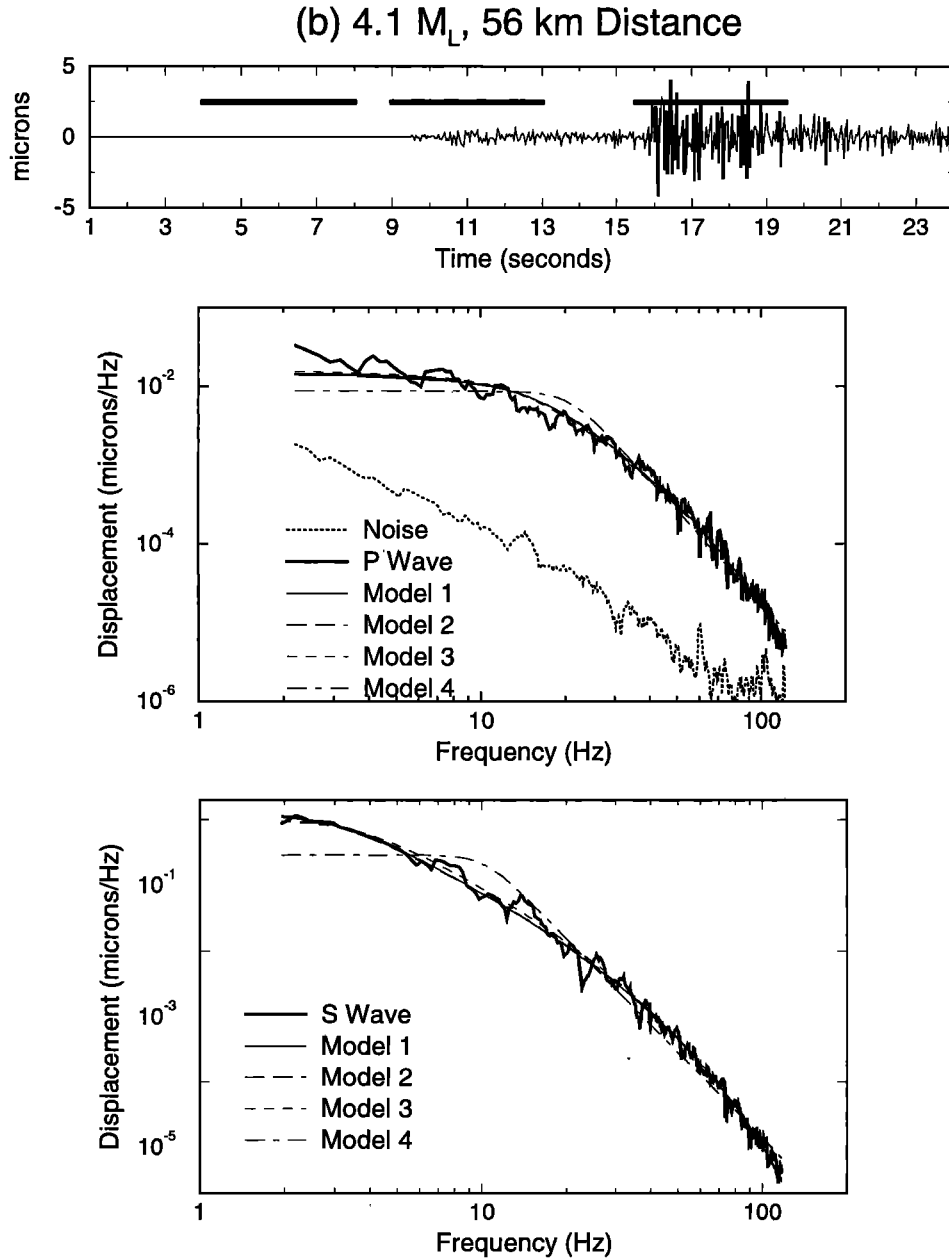 (b) 4.1 M_L, 56 km Distance
5
0
-5
microns
1 3 5 7 9 11 13 15 17 19 21 23
Time (seconds)
10^-2
10^-4
10^-6
Displacement (microns/Hz)
Noise
P Wave
Model 1
Model 2
Model 3
Model 4
1 10 100
Frequency (Hz)
10^-1
10^-3
10^-5
Displacement (microns/Hz)
S Wave
Model 1
Model 2
Model 3
Model 4
1 10 100
Frequency (Hz)